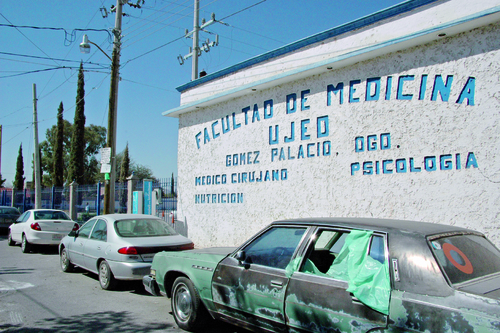 FACULTAD DE MEDICINA
UJED
GOMEZ PALACIO, DGO.
MEDICO CIRUJANO PSICOLOGIA
NUTRICION